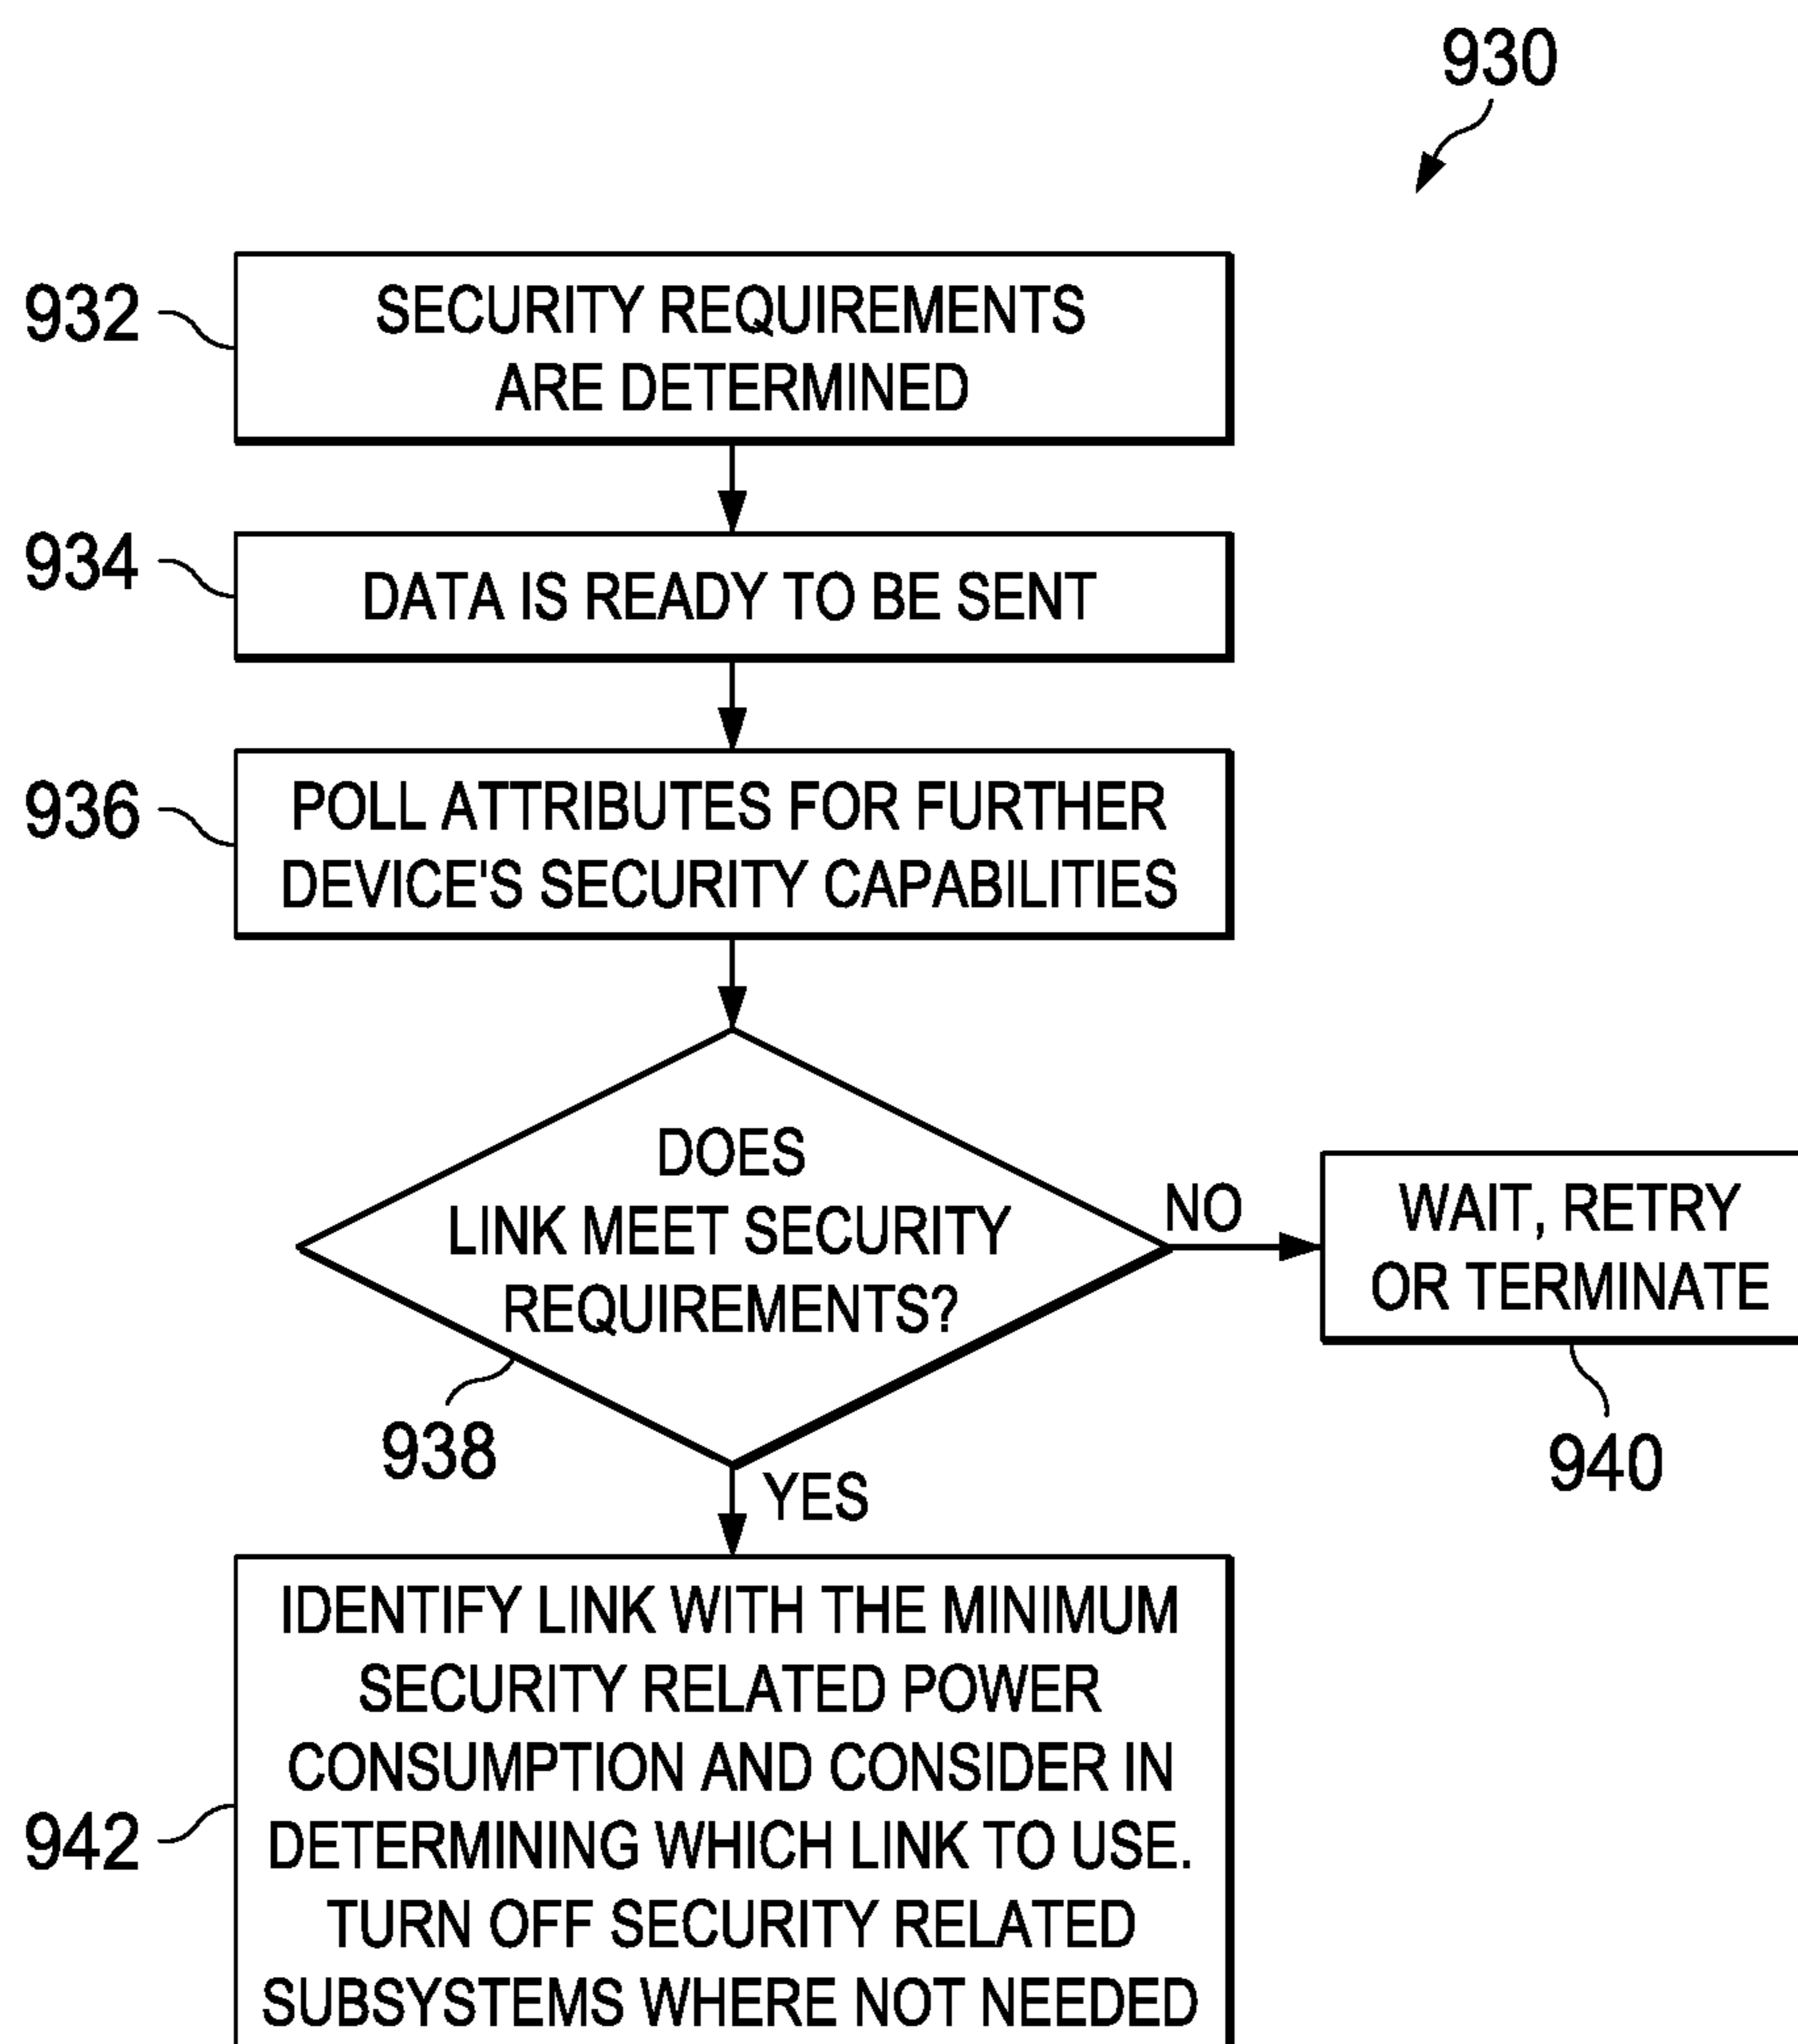 930
932
SECURITY REQUIREMENTS
ARE DETERMINED
934
DATA IS READY TO BE SENT
936
POLL ATTRIBUTES FOR FURTHER
DEVICE'S SECURITY CAPABILITIES
DOES
LINK MEET SECURITY
REQUIREMENTS?
938
NO
WAIT, RETRY
OR TERMINATE
940
YES
942
IDENTIFY LINK WITH THE MINIMUM
SECURITY RELATED POWER
CONSUMPTION AND CONSIDER IN
DETERMINING WHICH LINK TO USE.
TURN OFF SECURITY RELATED
SUBSYSTEMS WHERE NOT NEEDED